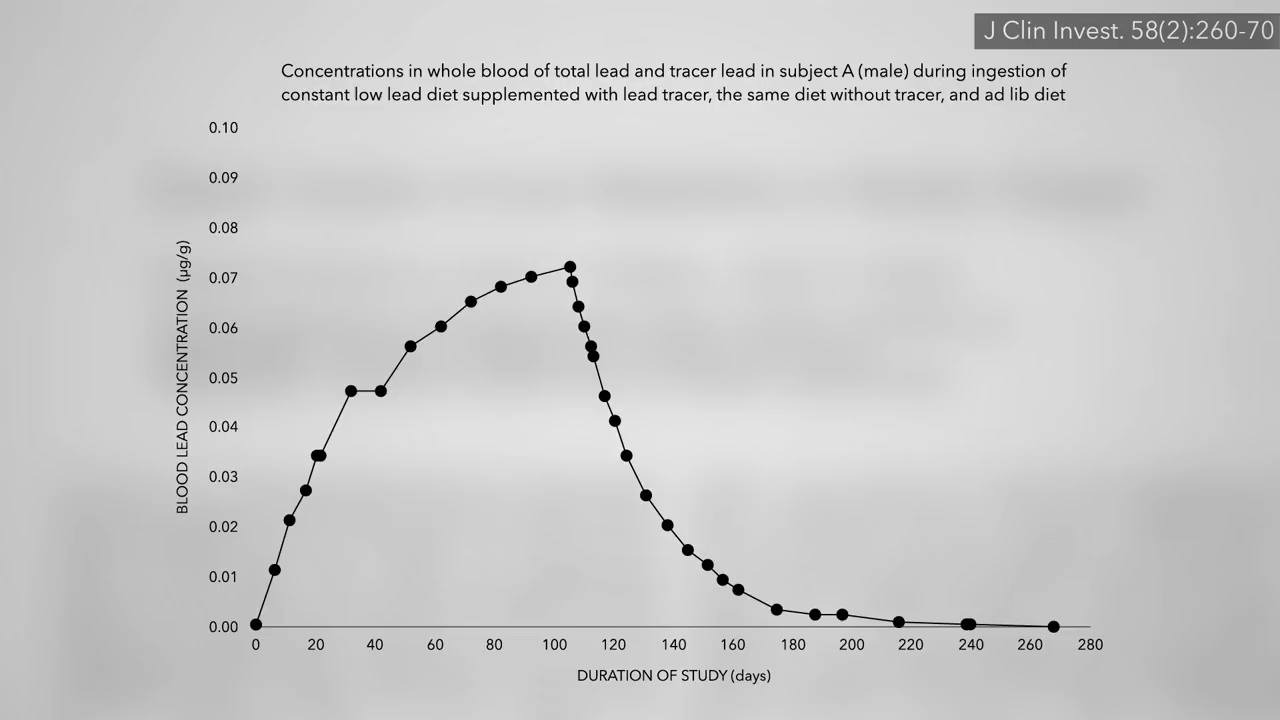 J Clin Invest. 58(2):260-70
Concentrations in whole blood of total lead and tracer lead in subject A (male) during ingestion of
constant low lead diet supplemented with lead tracer, the same diet without tracer, and ad lib diet
BLOOD LEAD CONCENTRATION (µg/g)
0.10
0.09
0.08
0.07
0.06
0.05
0.04
0.03
0.02
0.01
0.00
0 20 40 60 80 100 120 140 160 180 200 220 240 260 280
DURATION OF STUDY (days)